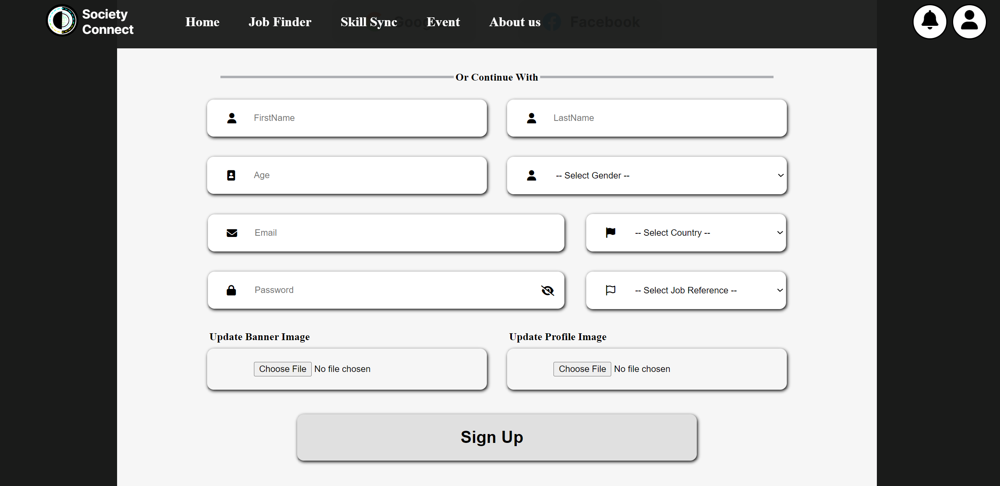 Society
Connect
Home
Job Finder
Skill Sync
Google
Event
About us
Facebook
Or Continue With
FirstName
LastName
Age
-- Select Gender --
Email
-- Select Country --
Password
-- Select Job Reference --
Update Banner Image
Update Profile Image
Choose File No file chosen
Choose File No file chosen
Sign Up